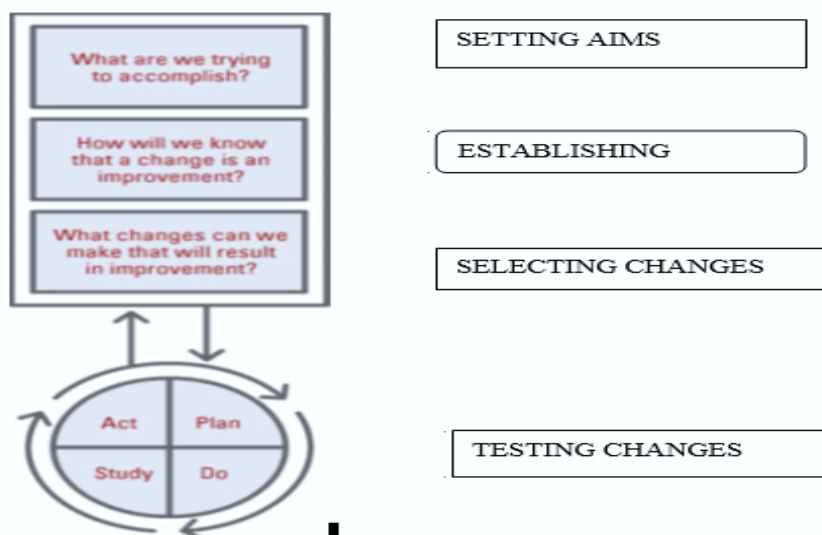 What are we trying
to accomplish?
SETTING AIMS
How will we know
that a change is an
improvement?
ESTABLISHING
What changes can we
make that will result
in improvement?
SELECTING CHANGES
Act
Plan
Study
Do
TESTING CHANGES